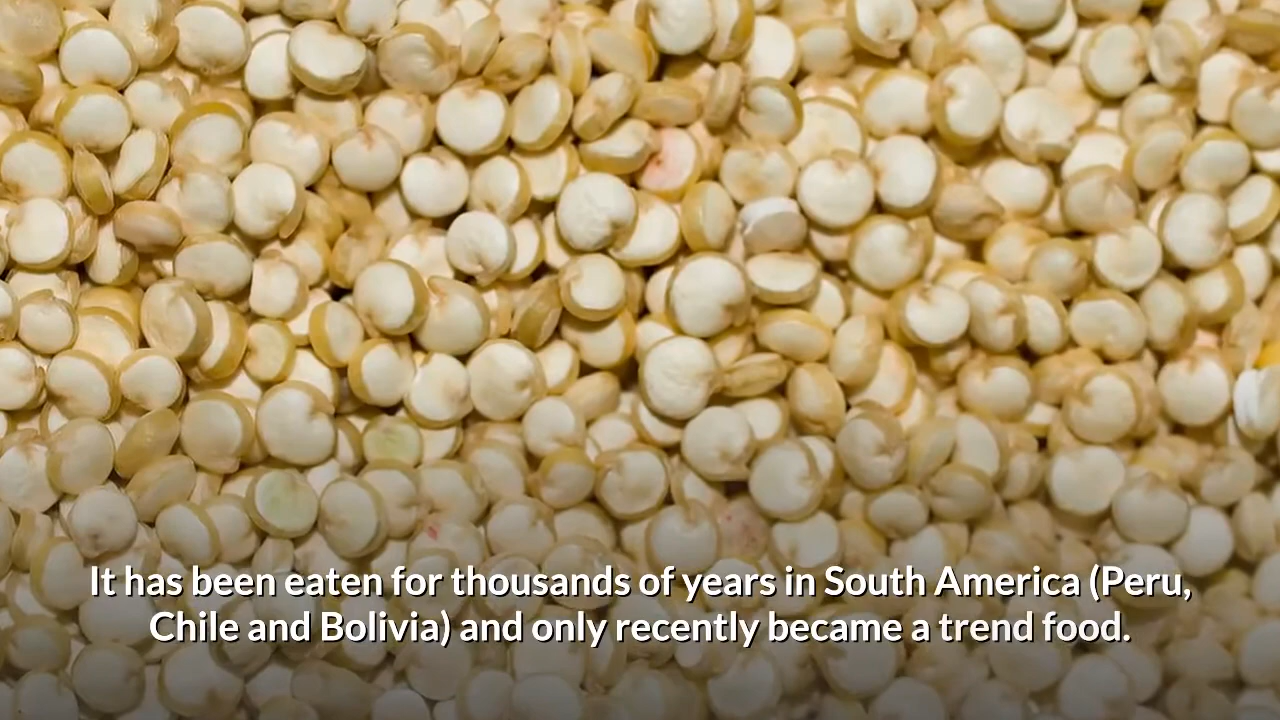 It has been eaten for thousands of years in South America (Peru,
Chile and Bolivia) and only recently became a trend food.